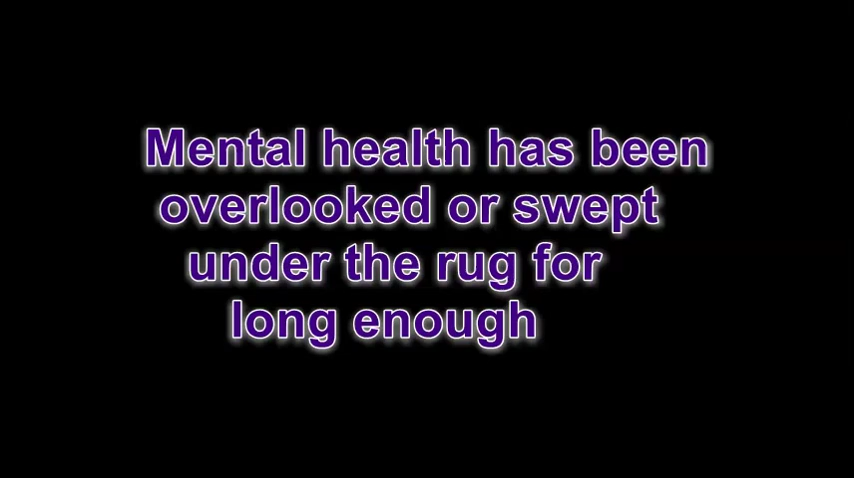 Mental health has been
overlooked or swept
under the rug for
long enough